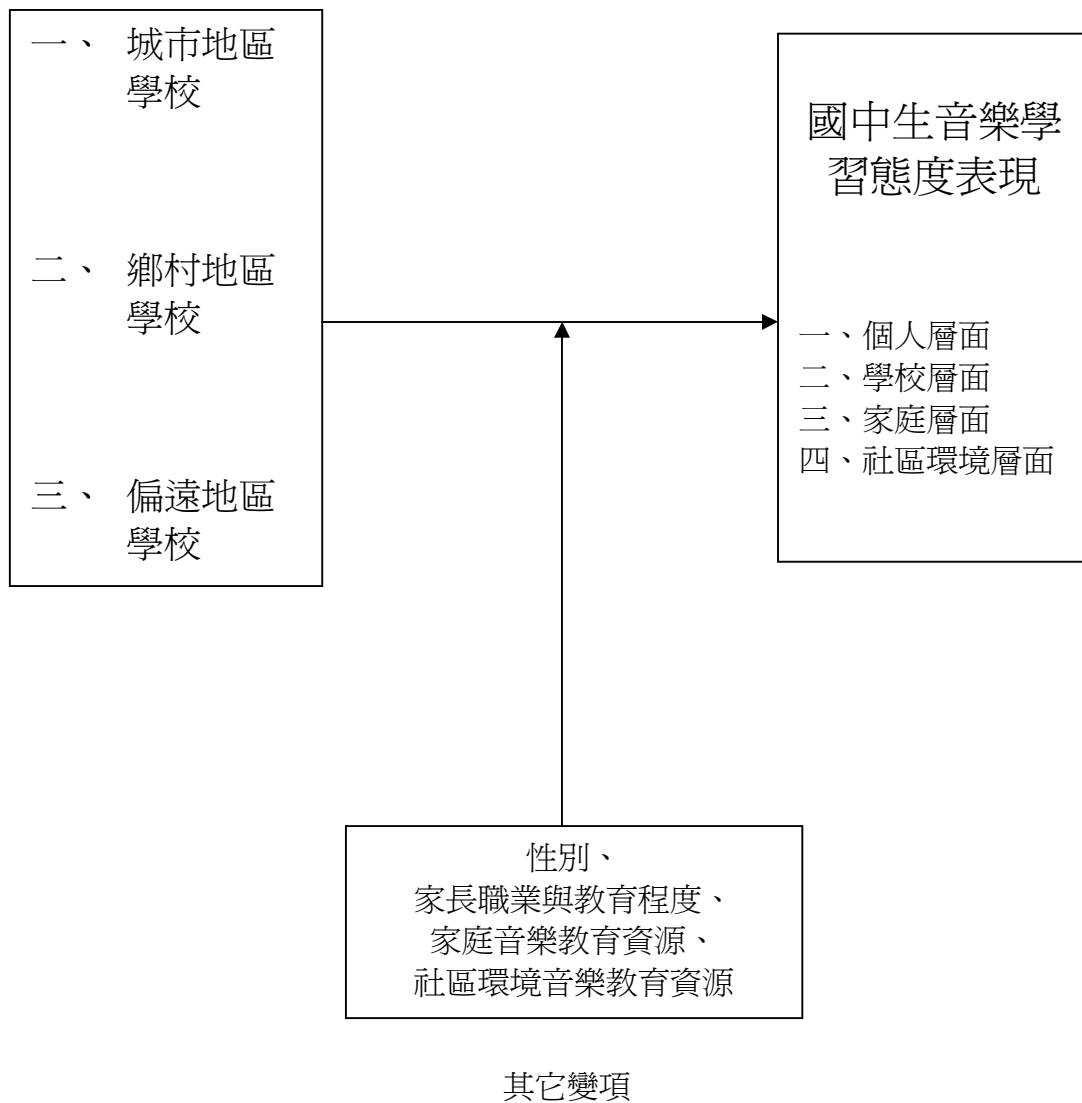 一、 城市地區
學校
二、 鄉村地區
學校
三、 偏遠地區
學校
國中生音樂學
習態度表現
一、個人層面
二、學校層面
三、家庭層面
四、社區環境層面
性別、
家長職業與教育程度、
家庭音樂教育資源、
社區環境音樂教育資源
其它變項